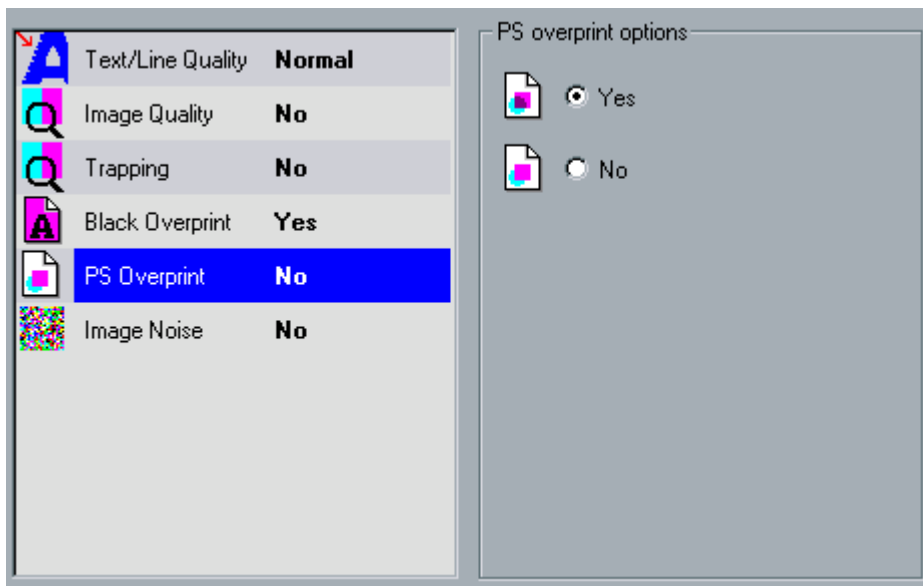 Text/Line Quality Normal
Image Quality No
Trapping No
Black Overprint Yes
PS Overprint No
Image Noise No
PS overprint options
Yes
No